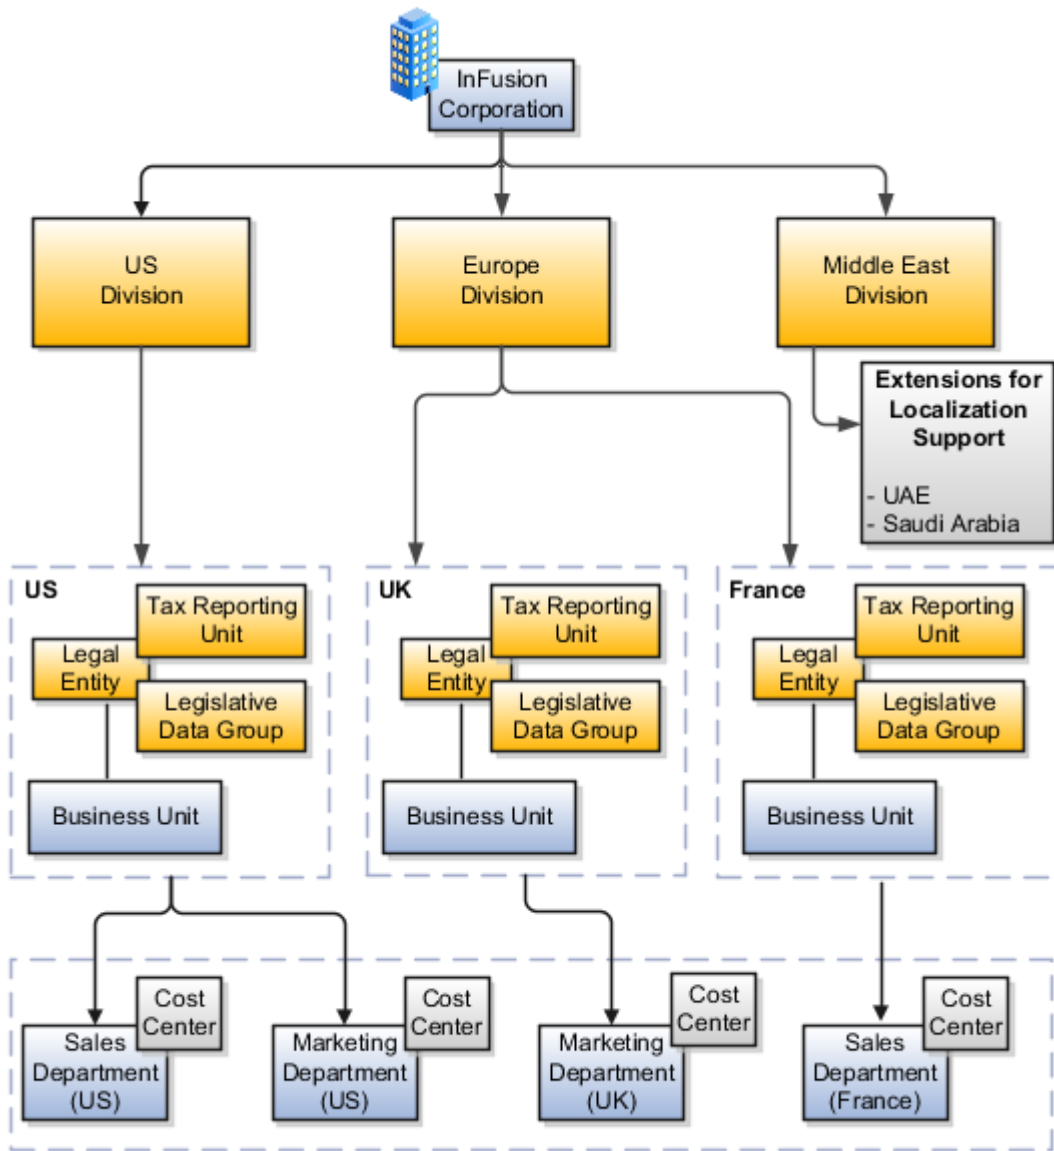 InFusion
Corporation
US
Division
Europe
Division
Middle East
Division
Extensions for
Localization
Support
- UAE
- Saudi Arabia
US
Tax Reporting
Unit
Legal
Entity
Legislative
Data Group
Business Unit
UK
Tax Reporting
Unit
Legal
Entity
Legislative
Data Group
Business Unit
France
Tax Reporting
Unit
Legal
Entity
Legislative
Data Group
Business Unit
Cost
Center
Sales
Department
(US)
Cost
Center
Marketing
Department
(US)
Cost
Center
Marketing
Department
(UK)
Cost
Center
Sales
Department
(France)